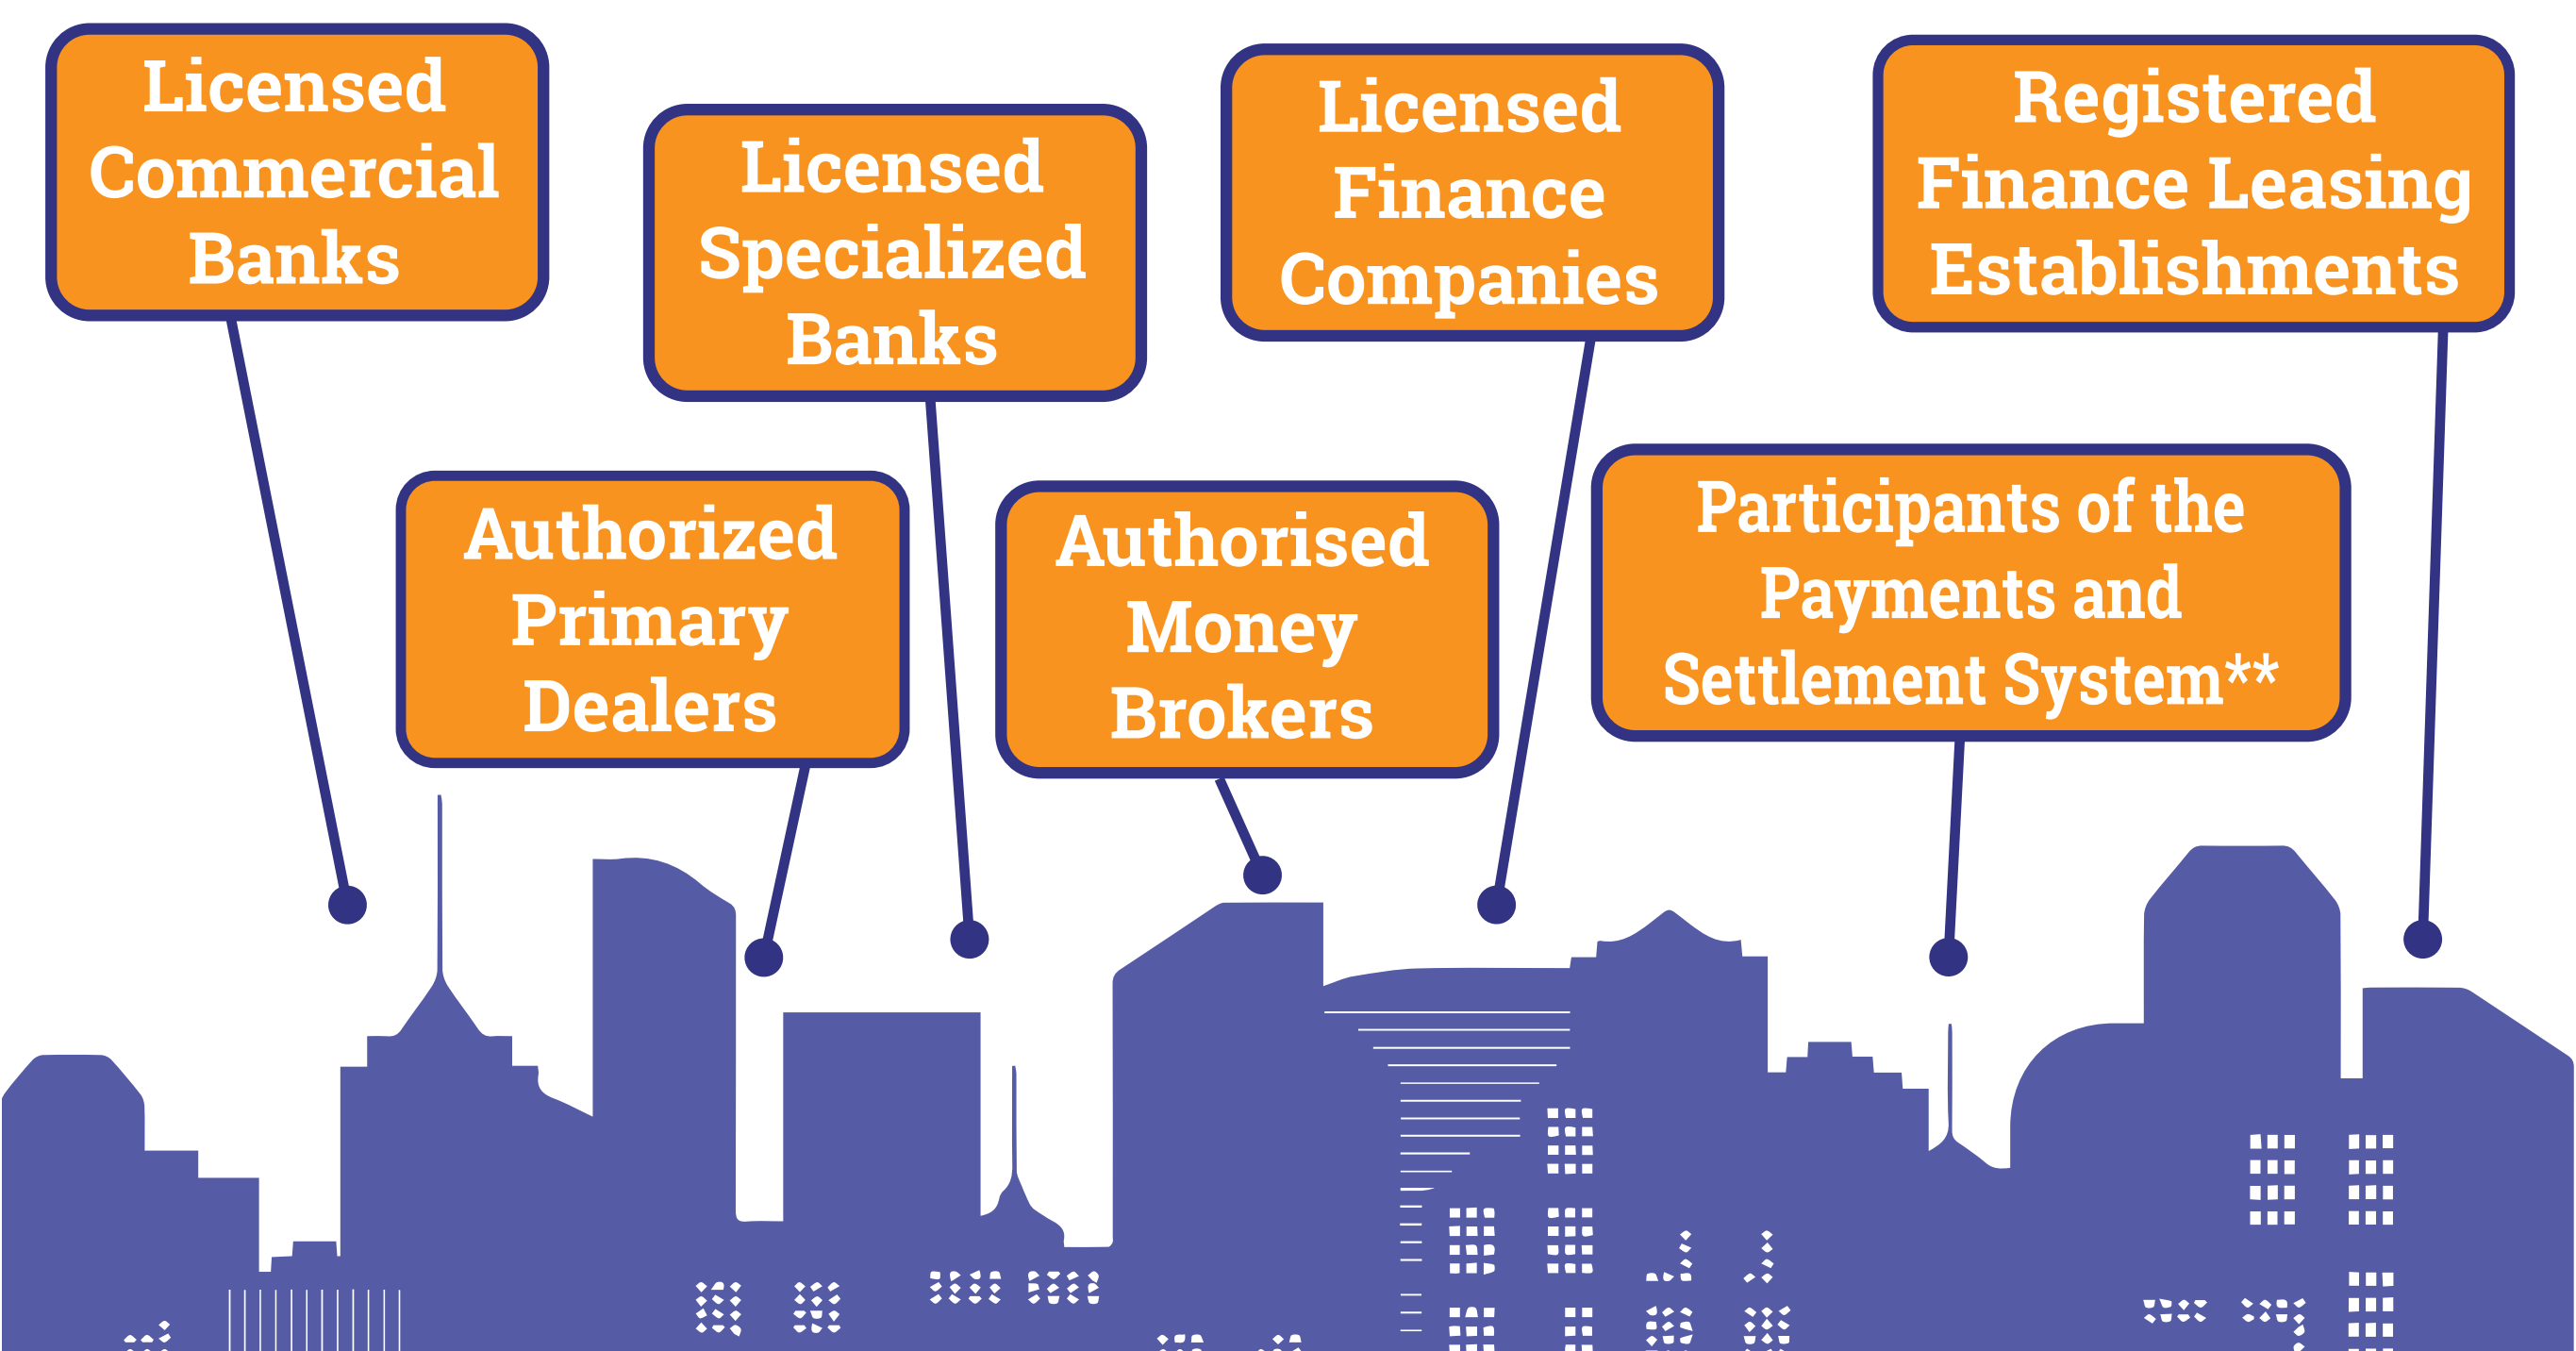 Licensed
Commercial
Banks
Licensed
Specialized
Banks
Licensed
Finance
Companies
Registered
Finance Leasing
Establishments
Authorized
Primary
Dealers
Authorised
Money
Brokers
Participants of the
Payments and
Settlement System**